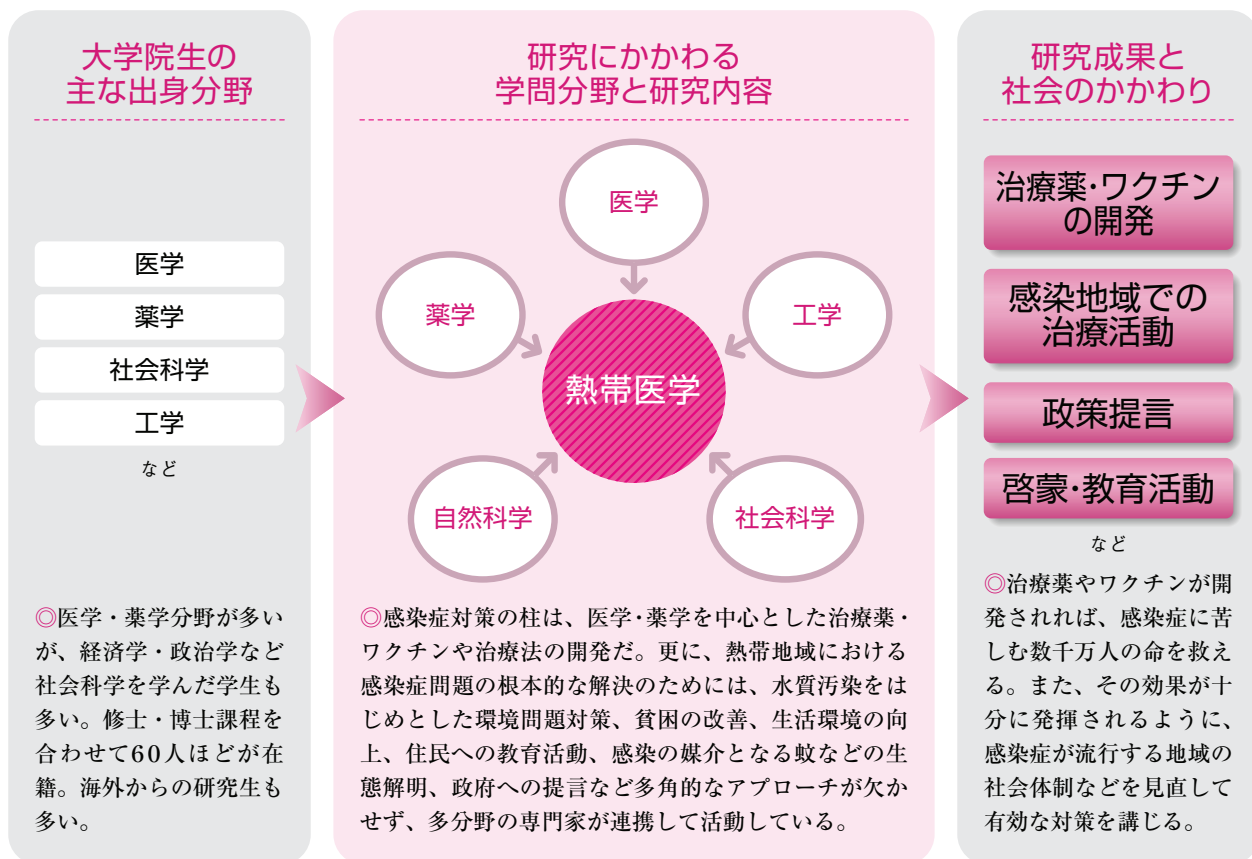 大学院生の
主な出身分野
医学
薬学
社会科学
工学
など
◎医学・薬学分野が多い
が、経済学・政治学など
社会科学を学んだ学生も
多い。修士・博士課程を
合わせて60人ほどが在
籍。海外からの研究生も
多い。
研究にかかわる
学問分野と研究内容
医学
薬学
工学
熱帯医学
自然科学
社会科学
◎感染症対策の柱は、医学・薬学を中心とした治療薬・
ワクチンや治療法の開発だ。更に、熱帯地域における
感染症問題の根本的な解決のためには、水質汚染をは
じめとした環境問題対策、貧困の改善、生活環境の向
上、住民への教育活動、感染の媒介となる蚊などの生
態解明、政府への提言など多角的なアプローチが欠か
せず、多分野の専門家が連携して活動している。
研究成果と
社会のかかわり
治療薬・ワクチン
の開発
感染地域での
治療活動
政策提言
啓蒙・教育活動
など
◎治療薬やワクチンが開
発されれば、感染症に苦
しむ数千万人の命を救え
る。また、その効果が十
分に発揮されるように、
感染症が流行する地域の
社会体制などを見直して
有効な対策を講じる。